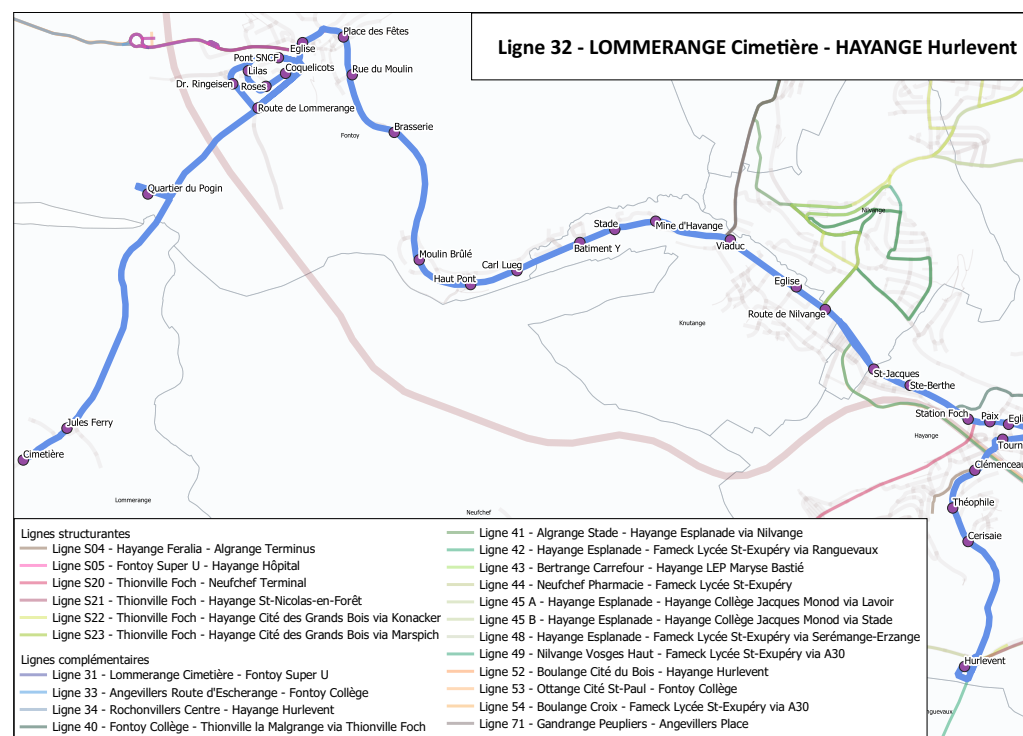 Ligne 32 - LOMMERANGE Cimetière - HAYANGE Hurlevent
Place des Fêtes
Eglise
Pont SNCF
Coquelicots
Lilas
Rue du Moulin
Dr. Ringeisen
Roses
Route de Lommerange
Brasserie
Fontoy
Quartier du Pogin
Nilvange
Stade
Mine d'Havange
Batiment Y
Viaduc
Moulin Brûlé
Carl Lueg
Haut Pont
Eglise
Route de Nilvange
Knutange
St-Jacques
Ste-Berthe
Station Foch
Paix
Egli
Jules Ferry
Hayange
Tourn
Cimetière
Clémenceau
Lommerange
Neufchef
Théophile
Cerisaie
Hurlevent
nguevaux
Lignes structurantes
Ligne S04 - Hayange Feralia - Algrange Terminus
Ligne S05 - Fontoy Super U - Hayange Hôpital
Ligne S20 - Thionville Foch - Neufchef Terminal
Ligne S21 - Thionville Foch - Hayange St-Nicolas-en-Forêt
Ligne S22 - Thionville Foch - Hayange Cité des Grands Bois via Konacker
Ligne S23 - Thionville Foch - Hayange Cité des Grands Bois via Marspich
Lignes complémentaires
Ligne 31 - Lommerange Cimetière - Fontoy Super U
Ligne 33 - Angevillers Route d'Escherange - Fontoy Collège
Ligne 34 - Rochonvillers Centre - Hayange Hurlevent
Ligne 40 - Fontoy Collège - Thionville la Malgrange via Thionville Foch
Ligne 41 - Algrange Stade - Hayange Esplanade via Nilvange
Ligne 42 - Hayange Esplanade - Fameck Lycée St-Exupéry via Ranguevaux
Ligne 43 - Bertrange Carrefour - Hayange LEP Maryse Bastié
Ligne 44 - Neufchef Pharmacie - Fameck Lycée St-Exupéry
Ligne 45 A - Hayange Esplanade - Hayange Collège Jacques Monod via Lavoir
Ligne 45 B - Hayange Esplanade - Hayange Collège Jacques Monod via Stade
Ligne 48 - Hayange Esplanade - Fameck Lycée St-Exupéry via Serémange-Erzange
Ligne 49 - Nilvange Vosges Haut - Fameck Lycée St-Exupéry via A30
Ligne 52 - Boulange Cité du Bois - Hayange Hurlevent
Ligne 53 - Ottange Cité St-Paul - Fontoy Collège
Ligne 54 - Boulange Croix - Fameck Lycée St-Exupéry via A30
Ligne 71 - Gandrange Peupliers - Angevillers Place